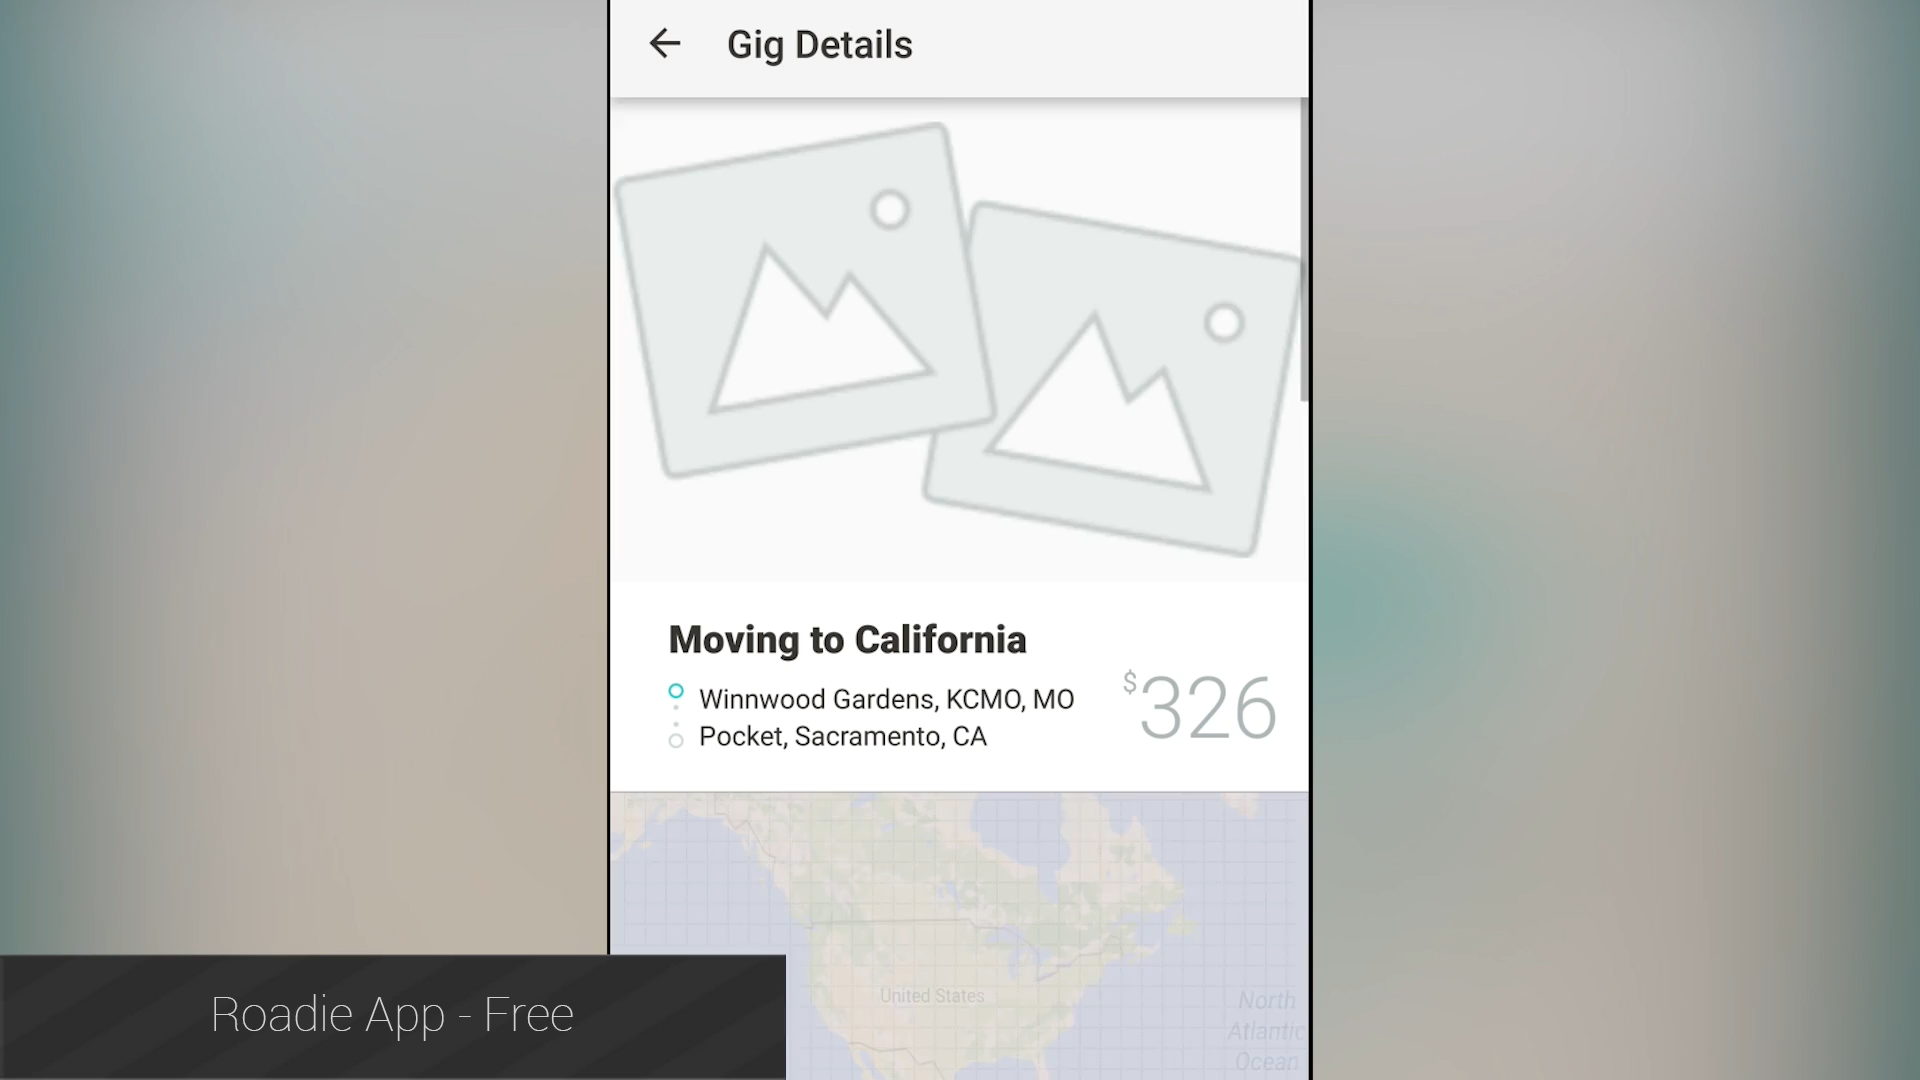 Gig Details
Moving to California
Winnwood Gardens, KCMO, MO
Pocket, Sacramento, CA
$326
United States
North
Atlantic
Ocean
Roadie App - Free